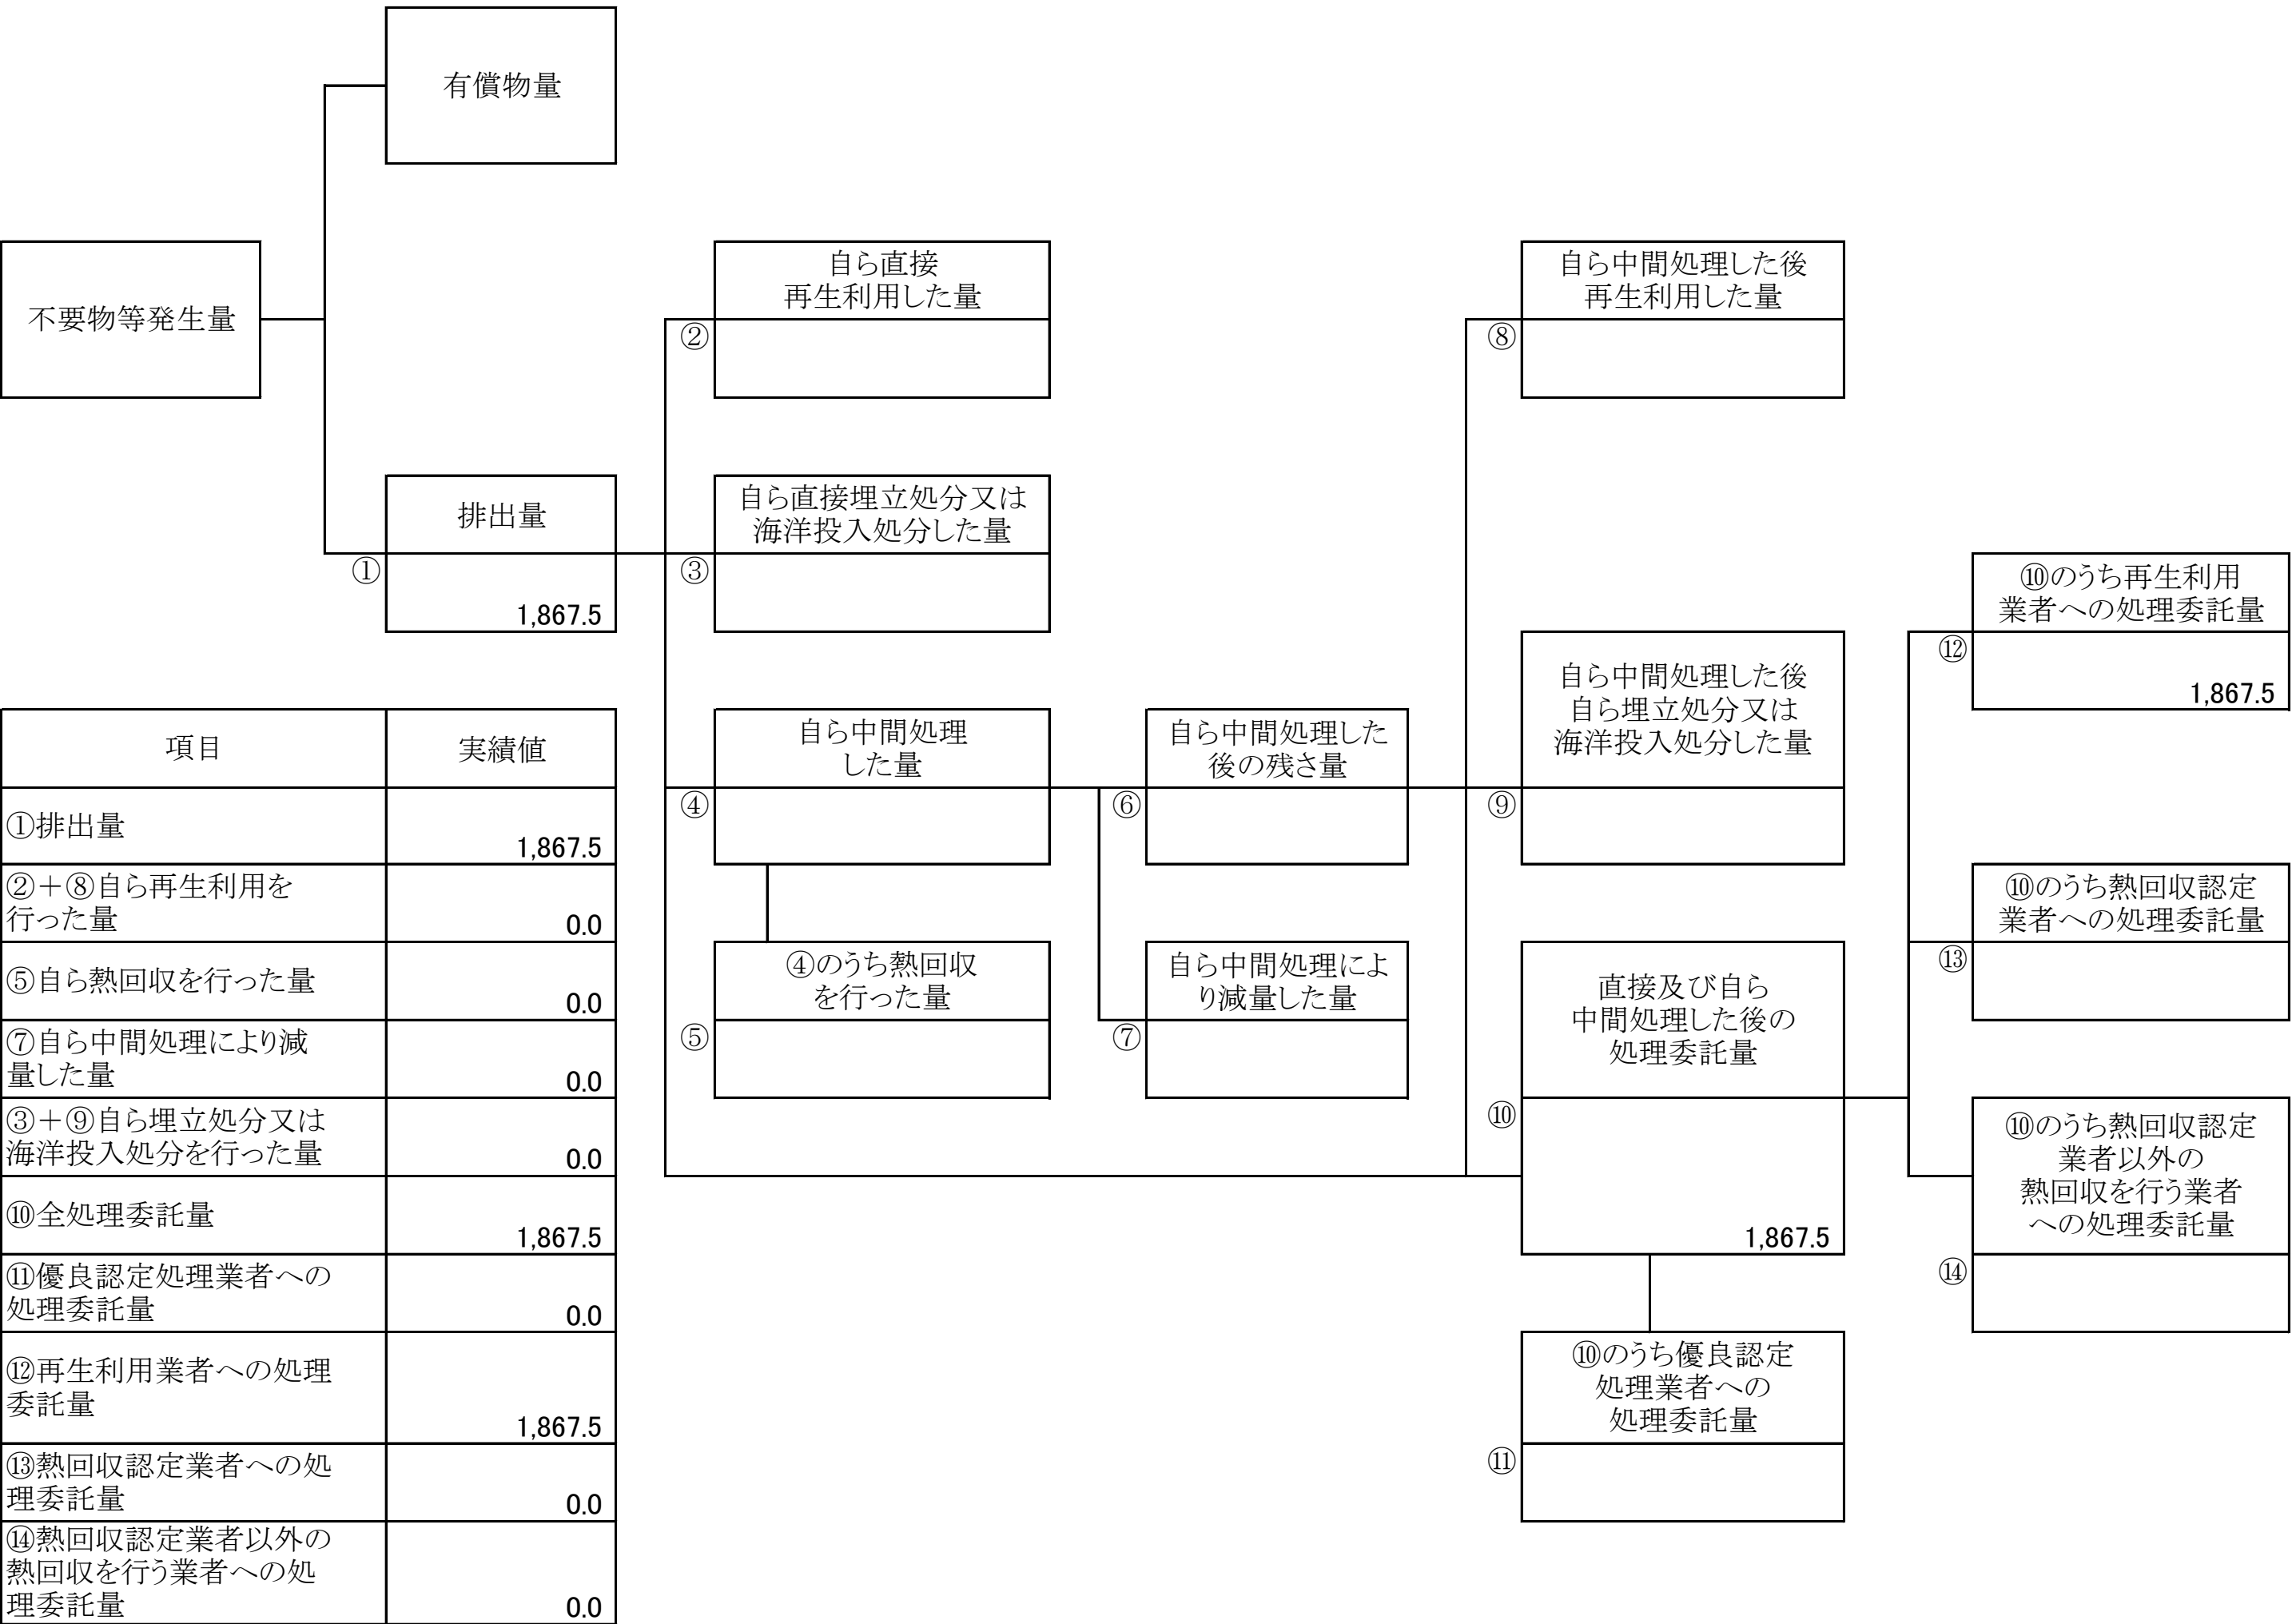 有償物量
不要物等発生量
自ら直接
再生利用した量
②
自ら中間処理した後
再生利用した量
⑧
排出量
①
1,867.5
自ら直接埋立処分又は
海洋投入処分した量
③
⑩のうち再生利用
業者への処理委託量
⑫
1,867.5
自ら中間処理した後
自ら埋立処分又は
海洋投入処分した量
⑨
自ら中間処理
した量
④
自ら中間処理した
後の残さ量
⑥
⑩のうち熱回収認定
業者への処理委託量
⑬
④のうち熱回収
を行った量
⑤
自ら中間処理によ
り減量した量
⑦
直接及び自ら
中間処理した後の
処理委託量
⑩
1,867.5
⑩のうち熱回収認定
業者以外の
熱回収を行う業者
への処理委託量
⑭
⑩のうち優良認定
処理業者への
処理委託量
⑪
項目 実績値
①排出量
1,867.5
②＋⑧自ら再生利用を
行った量
0.0
⑤自ら熱回収を行った量
0.0
⑦自ら中間処理により減
量した量
0.0
③＋⑨自ら埋立処分又は
海洋投入処分を行った量
0.0
⑩全処理委託量
1,867.5
⑪優良認定処理業者への
処理委託量
0.0
⑫再生利用業者への処理
委託量
1,867.5
⑬熱回収認定業者への処
理委託量
0.0
⑭熱回収認定業者以外の
熱回収を行う業者への処
理委託量
0.0